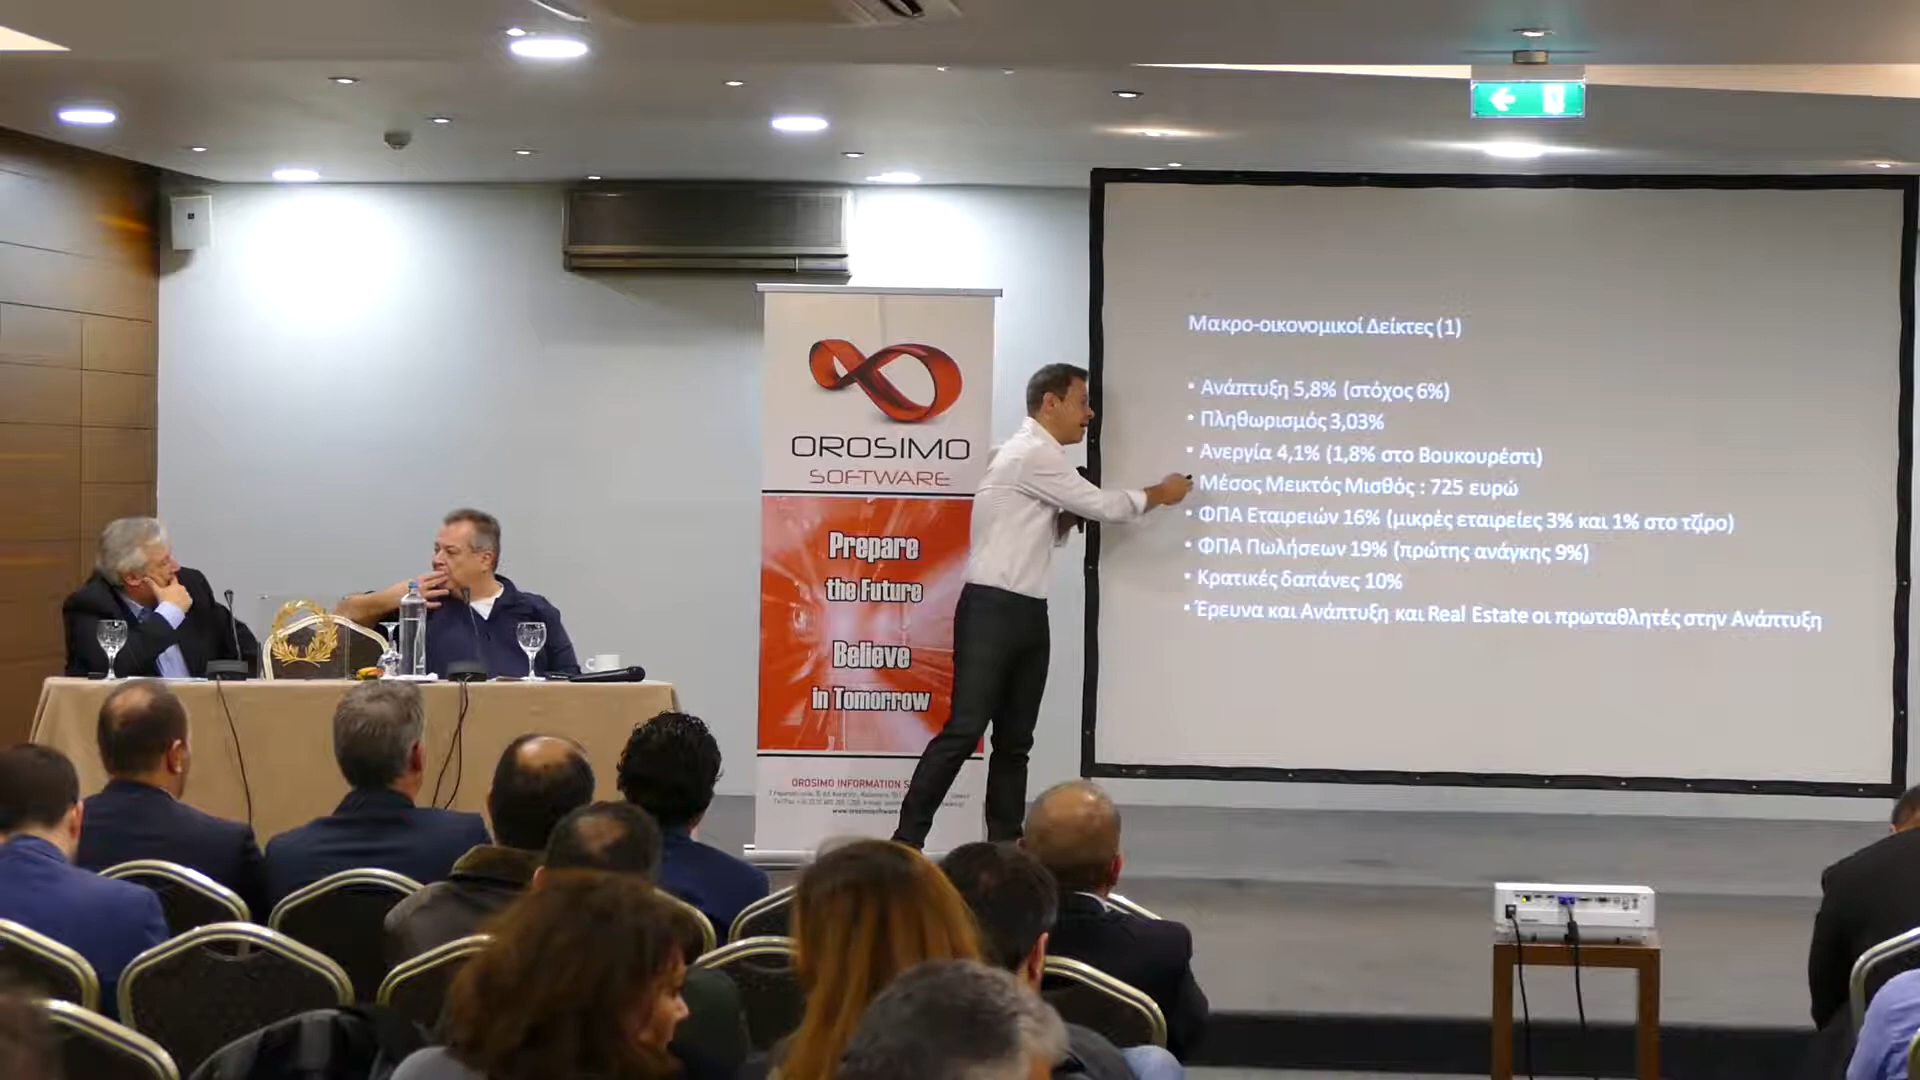 OROSIMO
SOFTWARE
Prepare
the Future
Believe
in Tomorrow
OROSIMO INFORMATION
Μακρο-οικονομικοί Δείκτες (1)
• Ανάπτυξη 5,8% (στόχος 6%)
• Πληθωρισμός 3,03%
• Ανεργία 4,1% (1,8% στο Βουκουρέστι)
• Μέσος Μεικτός Μισθός : 725 ευρώ
• ΦΠΑ Εταιρειών 16% (μικρές εταιρείες 3% και 1% στο τζίρο)
• ΦΠΑ Πωλήσεων 19% (πρώτης ανάγκης 9%)
• Κρατικές δαπάνες 10%
• Έρευνα και Ανάπτυξη και Real Estate οι πρωταθλητές στην Ανάπτυξη